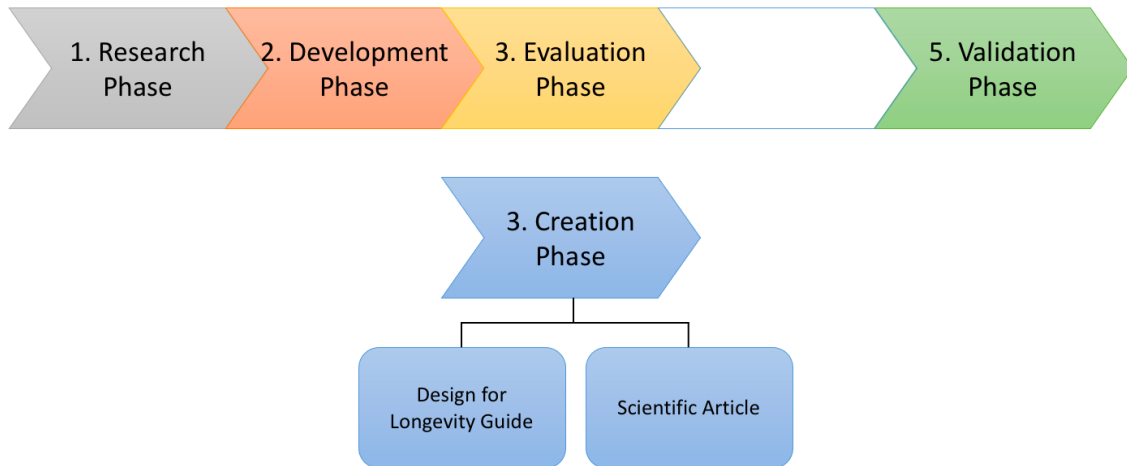 1. Research
Phase
2. Development
Phase
3. Evaluation
Phase
5. Validation
Phase
3. Creation
Phase
Design for
Longevity Guide
Scientific Article